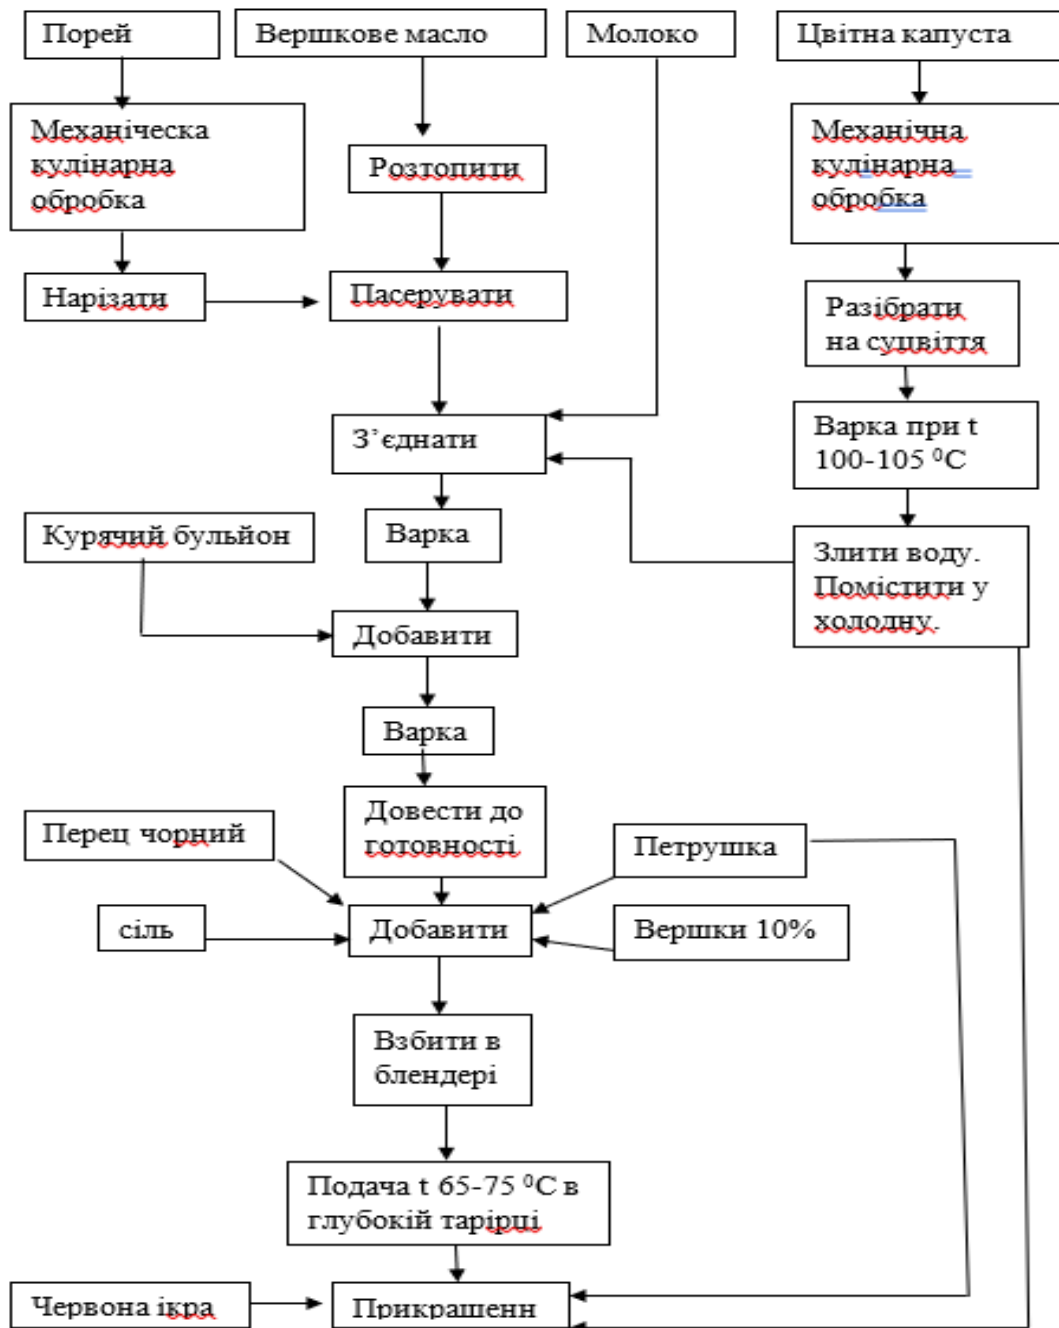 Порей
Вершкове масло
Молоко
Цвітна капуста
Механіческа
кулінарна
обробка
Розтопити
Механічна
кулінарна
обробка
Нарізати
Пасерувати
Разібрати
на суцвіття
З`єднати
Варка при t
100-105 ⁰С
Курячий бульйон
Варка
Злити воду.
Помістити у
холодну.
Добавити
Варка
Довести до
готовності
Перец чорний
Петрушка
сіль
Добавити
Вершки 10%
Взбити в
блендері
Подача t 65-75 ⁰С в
глубокій тарірці
Червона ікра
Прикрашенн